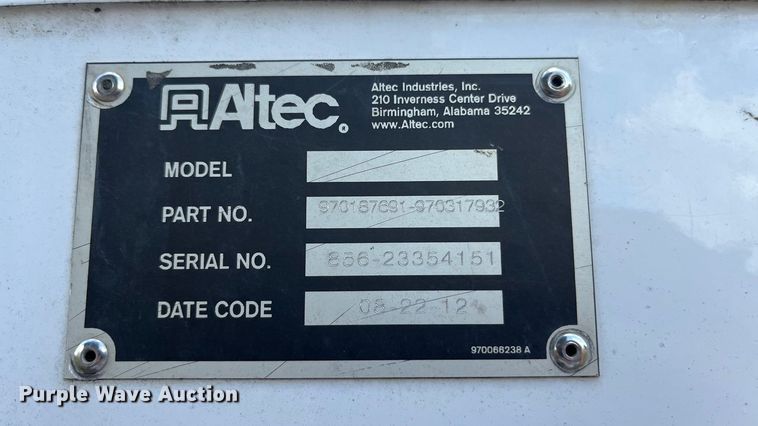 Altec
Altec Industries, Inc.
210 Inverness Center Drive
Birmingham, Alabama 35242
www.Altec.com
MODEL
PART NO. 970187691-970317932
SERIAL NO. 856-23354151
DATE CODE 08-22-12
970066238 A
Purple Wave Auction